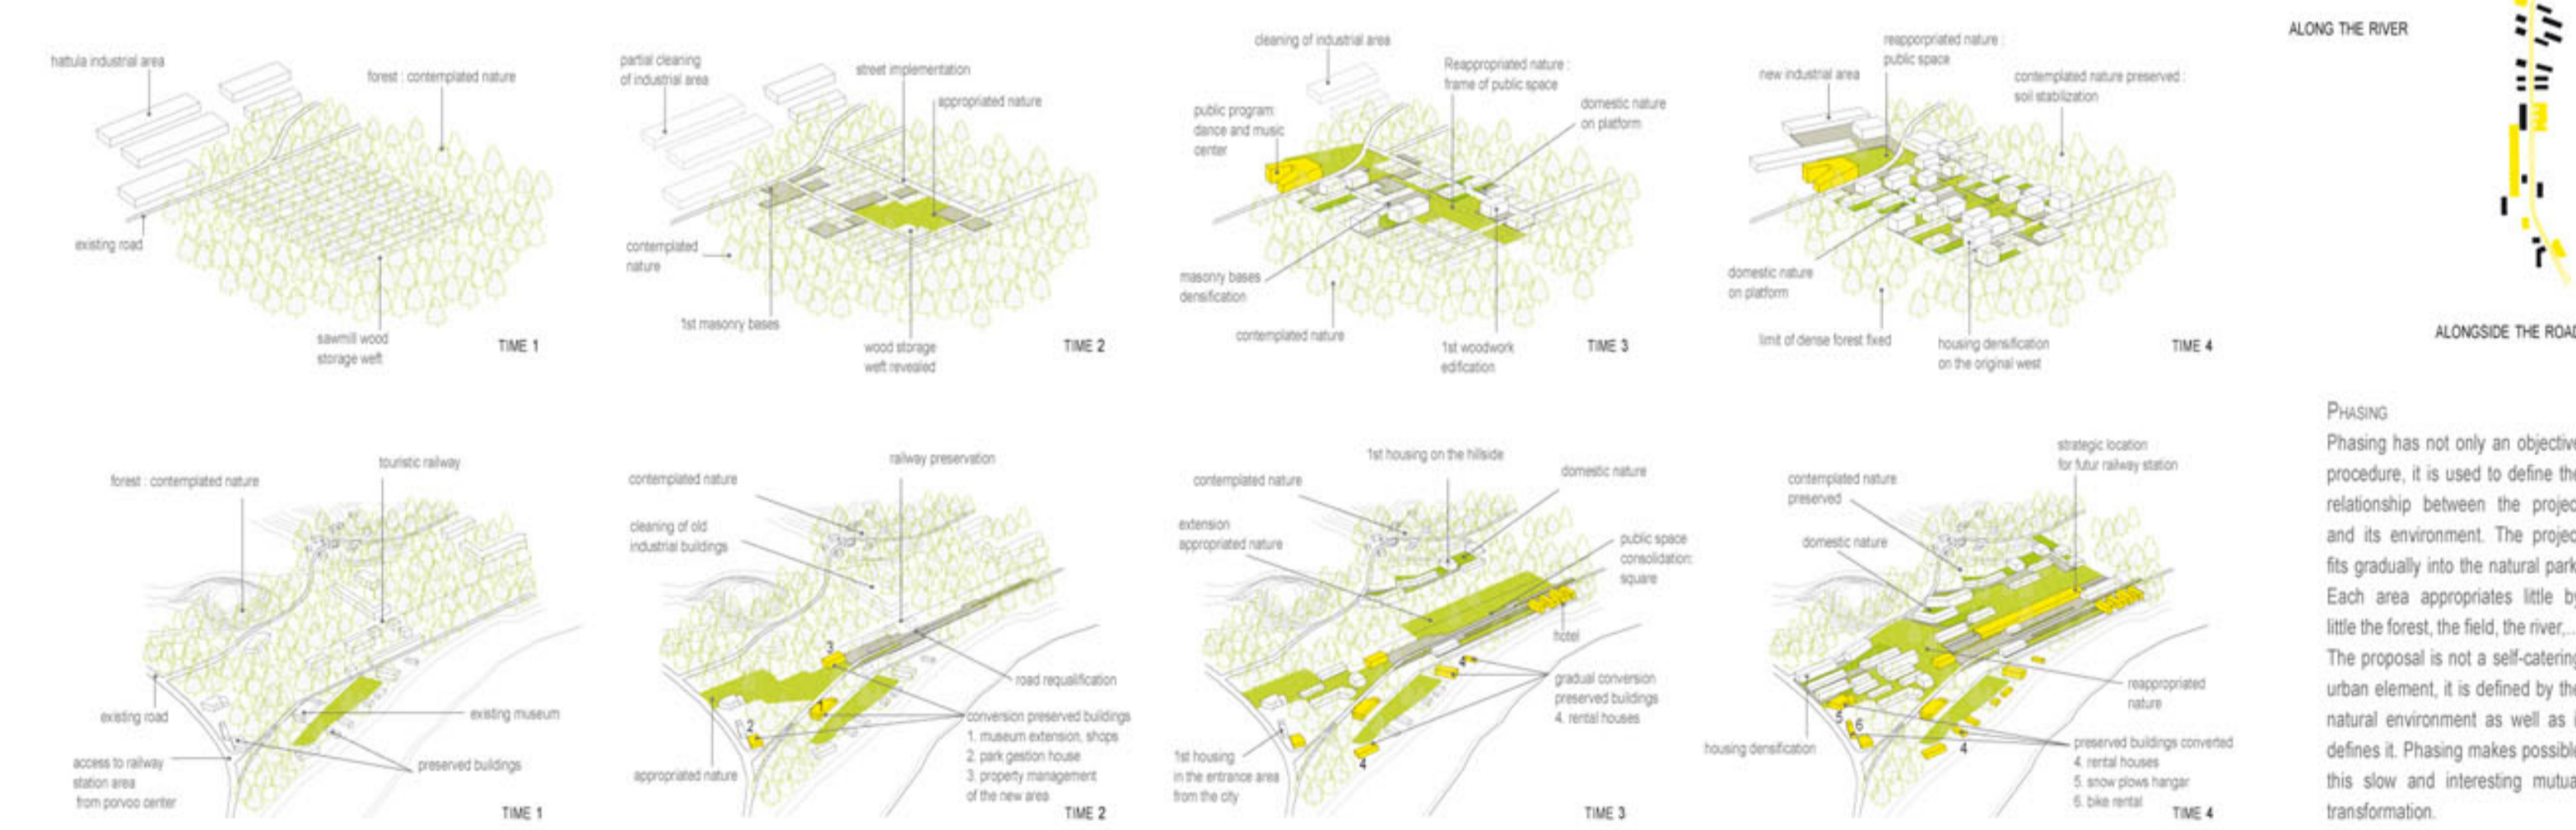 hattula industrial area
forest : contemplated nature
existing road
sawmill wood
storage weft
TIME 1
partial cleaning
of industrial area
street implementation
appropriated nature
contemplated
nature
1st masonry bases
wood storage
weft revealed
TIME 2
cleaning of industrial area
Reappropriated nature :
frame of public space
public program:
dance and music
center
domestic nature
on platform
masonry bases
densification
contemplated nature
1st woodwork
edification
TIME 3
reapporpriated nature :
public space
new industrial area
contemplated nature preserved :
soil stabilization
domestic nature
on platform
limit of dense forest fixed
housing densification
on the original west
TIME 4
ALONG THE RIVER
ALONGSIDE THE ROAD
touristic railway
forest : contemplated nature
existing road
existing museum
access to railway
station area
from porvoo center
preserved buildings
TIME 1
railway preservation
contemplated nature
cleaning of old
industrial buildings
3
1
2
road requalification
conversion preserved buildings
1. museum extension, shops
2. park gestion house
3. property management
of the new area
appropriated nature
TIME 2
1st housing on the hillside
domestic nature
contemplated nature
extension
appropriated nature
public space
consolidation:
square
hotel
4
gradual conversion
preserved buildings
4. rental houses
1st housing
in the entrance area
from the city
4
TIME 3
strategic location
for futur railway station
contemplated nature
preserved
domestic nature
reappropriated
nature
5
6
4
housing densification
preserved buildings converted
4. rental houses
5. snow plows hangar
6. bike rental
TIME 4
PHASING
Phasing has not only an objective
procedure, it is used to define the
relationship between the projec
and its environment. The projec
fits gradually into the natural park
Each area appropriates little by
little the forest, the field, the river,..
The proposal is not a self-catering
urban element, it is defined by the
natural environment as well as i
defines it. Phasing makes possible
this slow and interesting mutua
transformation.